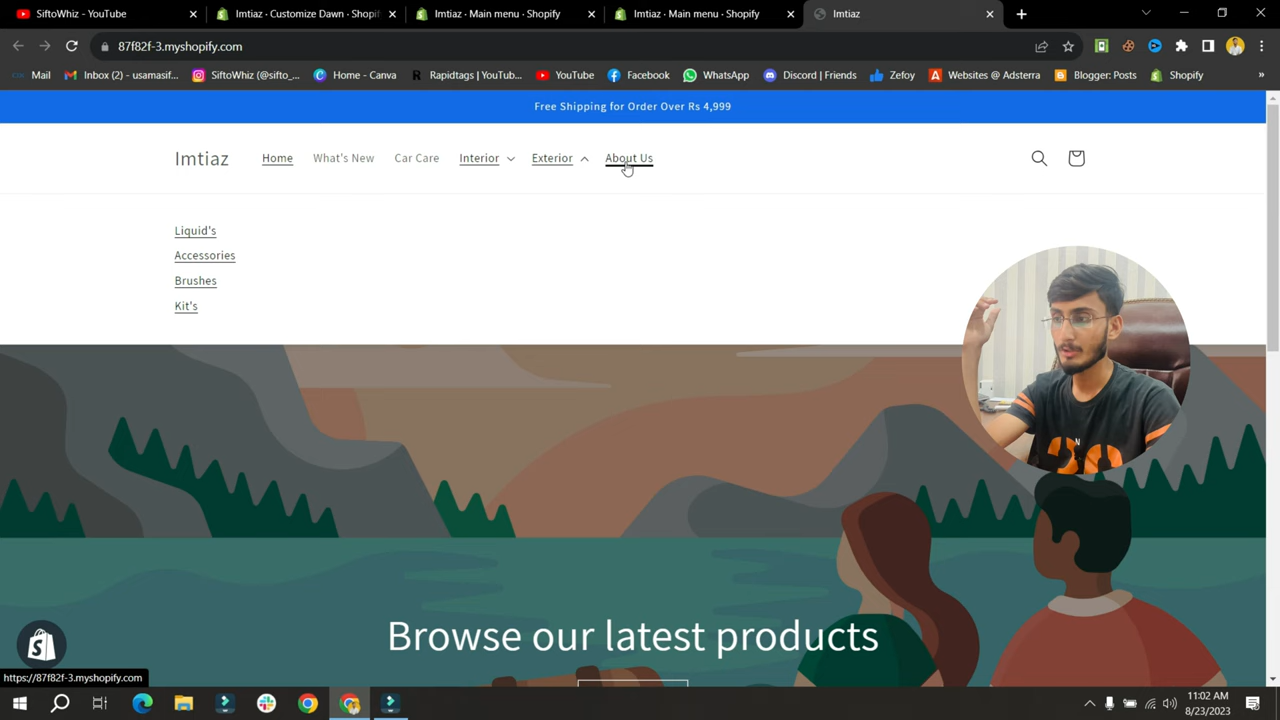 SiftoWhiz - YouTube
Imtiaz · Customize Dawn · Shopif
Imtiaz · Main menu · Shopify
Imtiaz · Main menu · Shopify
Imtiaz
87f82f-3.myshopify.com
Mail
Inbox (2) - usamasif...
SiftoWhiz (@sifto_...
Home - Canva
Rapidtags | YouTub...
YouTube
Facebook
WhatsApp
Discord | Friends
Zefoy
Websites @ Adsterra
Blogger: Posts
Shopify
Free Shipping for Order Over Rs 4,999
Imtiaz
Home
What's New
Car Care
Interior
Exterior
About Us
Liquid's
Accessories
Brushes
Kit's
Browse our latest products
https://87f82f-3.myshopify.com
11:02 AM
8/23/2023